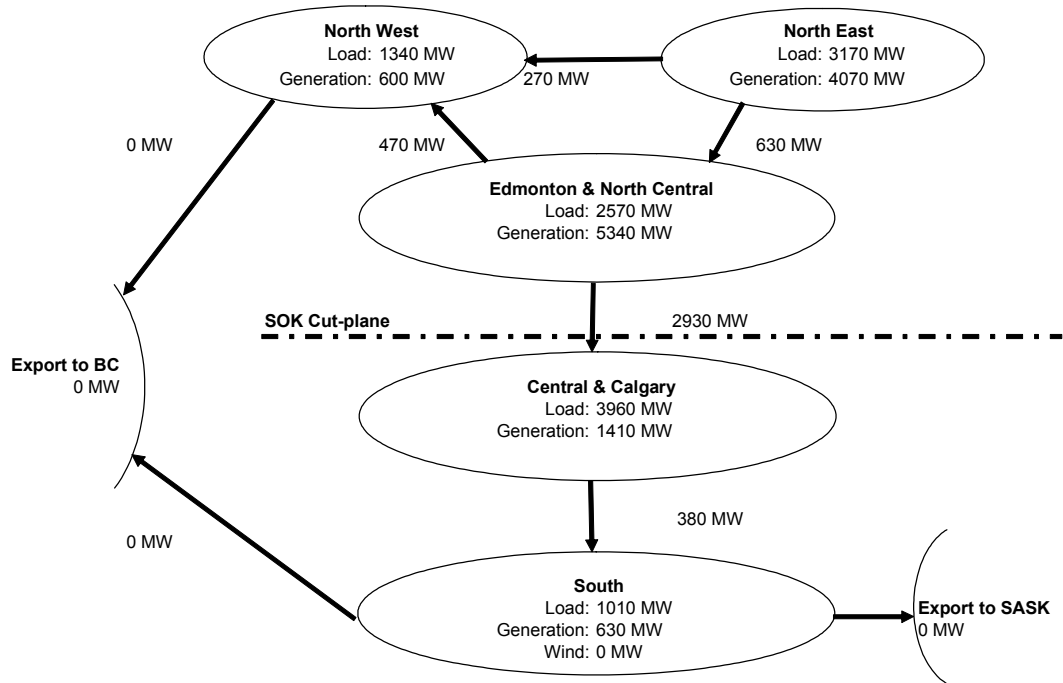 North West
Load: 1340 MW
Generation: 600 MW
North East
Load: 3170 MW
Generation: 4070 MW
270 MW
0 MW
470 MW
630 MW
Edmonton & North Central
Load: 2570 MW
Generation: 5340 MW
SOK Cut-plane
2930 MW
Export to BC
0 MW
Central & Calgary
Load: 3960 MW
Generation: 1410 MW
380 MW
0 MW
South
Load: 1010 MW
Generation: 630 MW
Wind: 0 MW
Export to SASK
0 MW